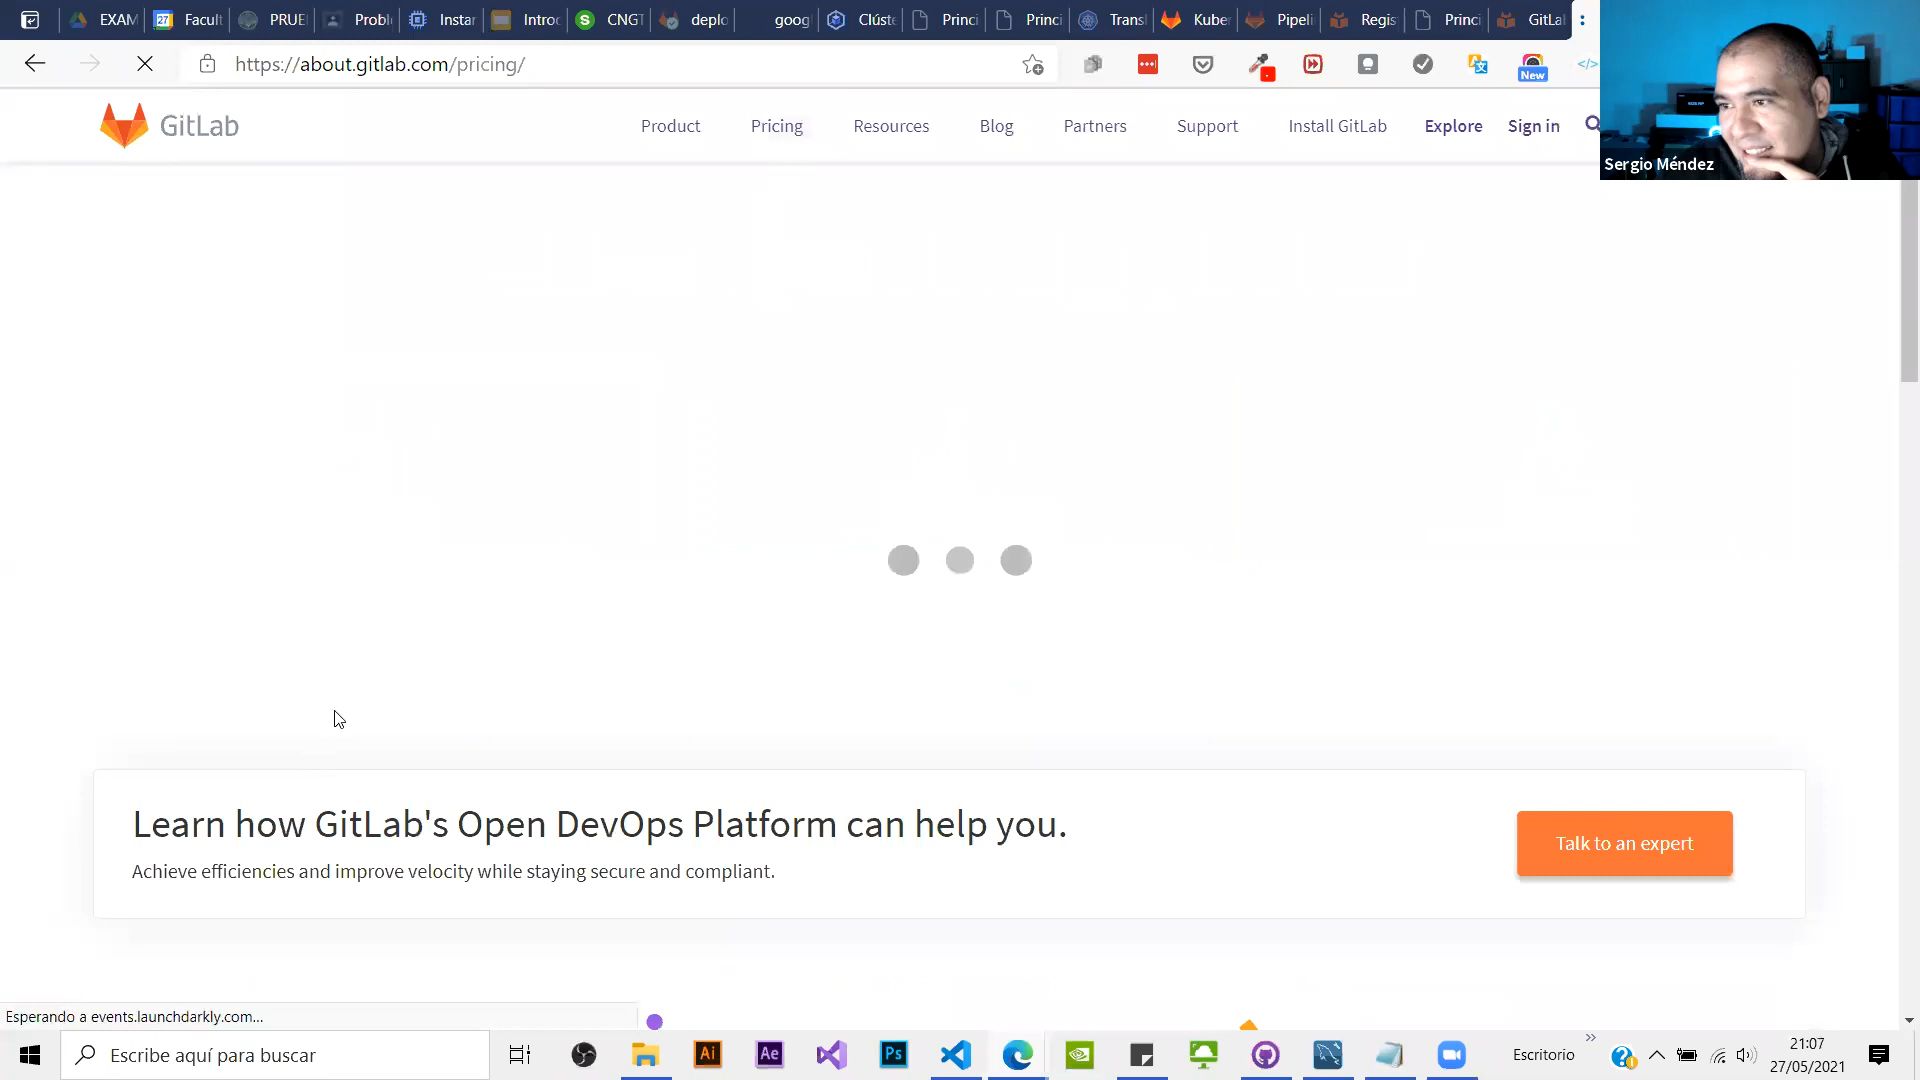 EXAM
27 Facult
PRUE
Proble
Instar
Introc
S CNGT
deplo
goog
Clúste
Princi
Princi
Transl
Kuber
Pipeli
Regis
Princi
GitLal
https://about.gitlab.com/pricing/
New
GitLab
Product
Pricing
Resources
Blog
Partners
Support
Install GitLab
Explore
Sign in
Sergio Méndez
Learn how GitLab's Open DevOps Platform can help you.
Achieve efficiencies and improve velocity while staying secure and compliant.
Talk to an expert
Esperando a events.launchdarkly.com...
Escribe aquí para buscar
Ai
Ae
Ps
Escritorio
21:07
27/05/2021